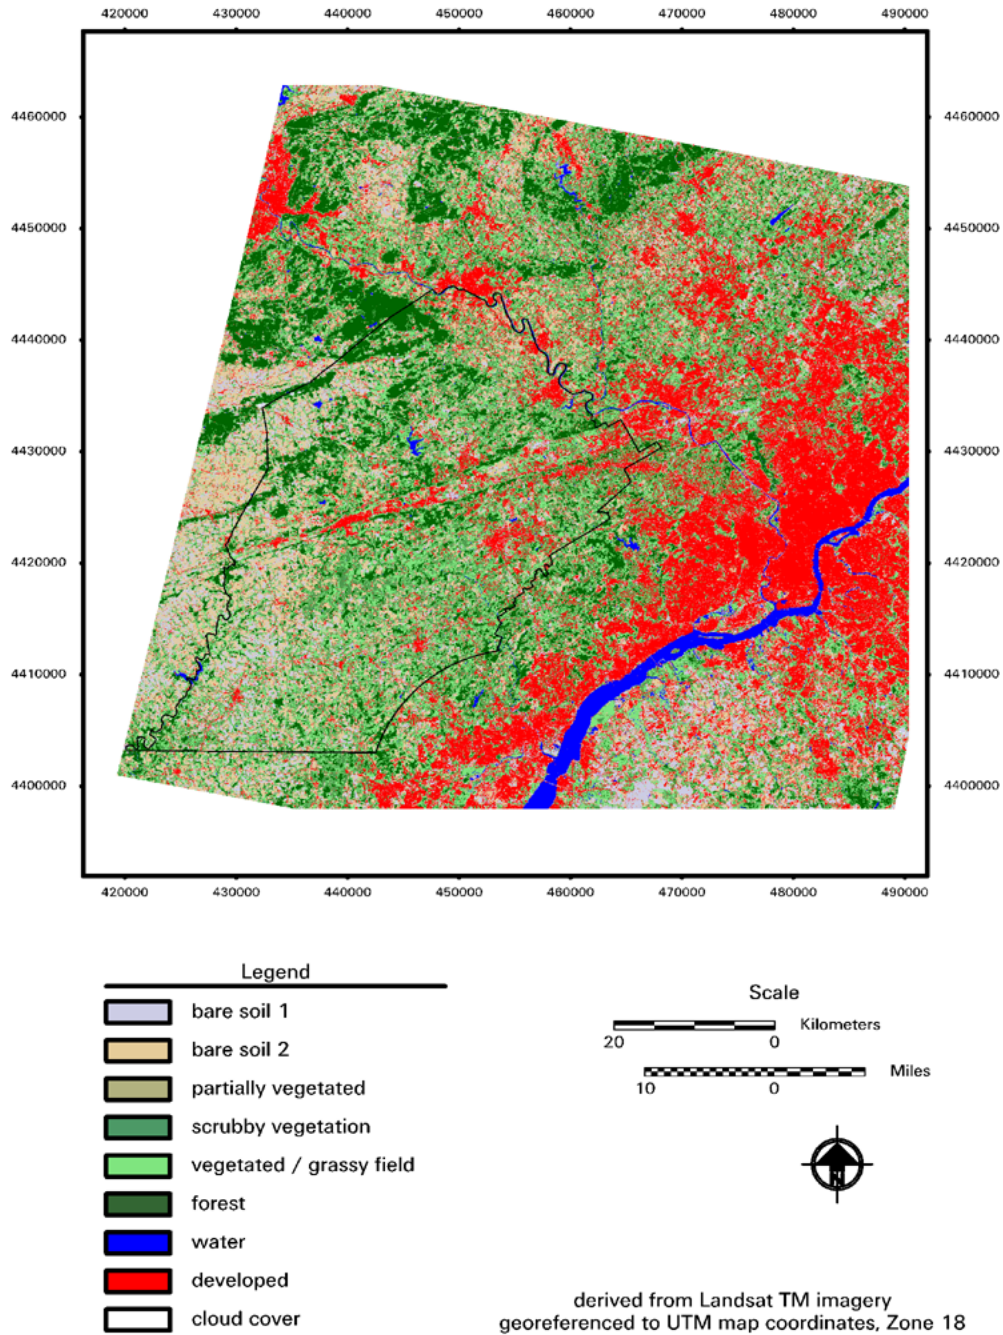 420000 430000 440000 450000 460000 470000 480000 490000
4460000 4460000
4450000 4450000
4440000 4440000
4430000 4430000
4420000 4420000
4410000 4410000
4400000 4400000
420000 430000 440000 450000 460000 470000 480000 490000
Legend
bare soil 1
bare soil 2
partially vegetated
scrubby vegetation
vegetated / grassy field
forest
water
developed
cloud cover
Scale
Kilometers
20 0
Miles
10 0
N
derived from Landsat TM imagery
georeferenced to UTM map coordinates, Zone 18